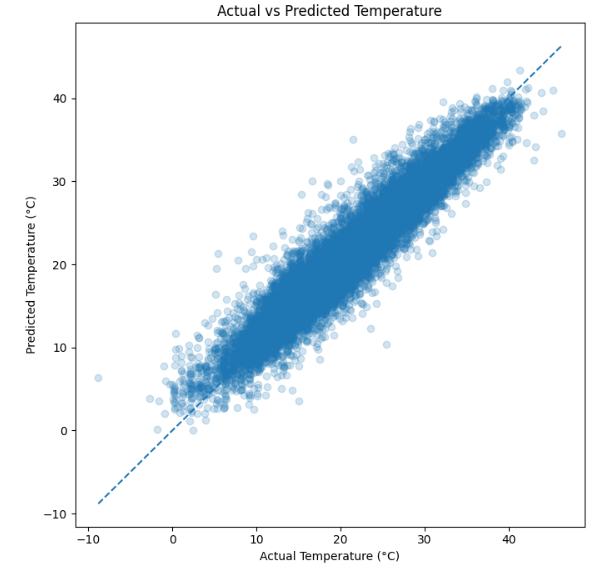 Actual vs Predicted Temperature
Predicted Temperature (°C)
40
30
20
10
0
−10
−10 0 10 20 30 40
Actual Temperature (°C)